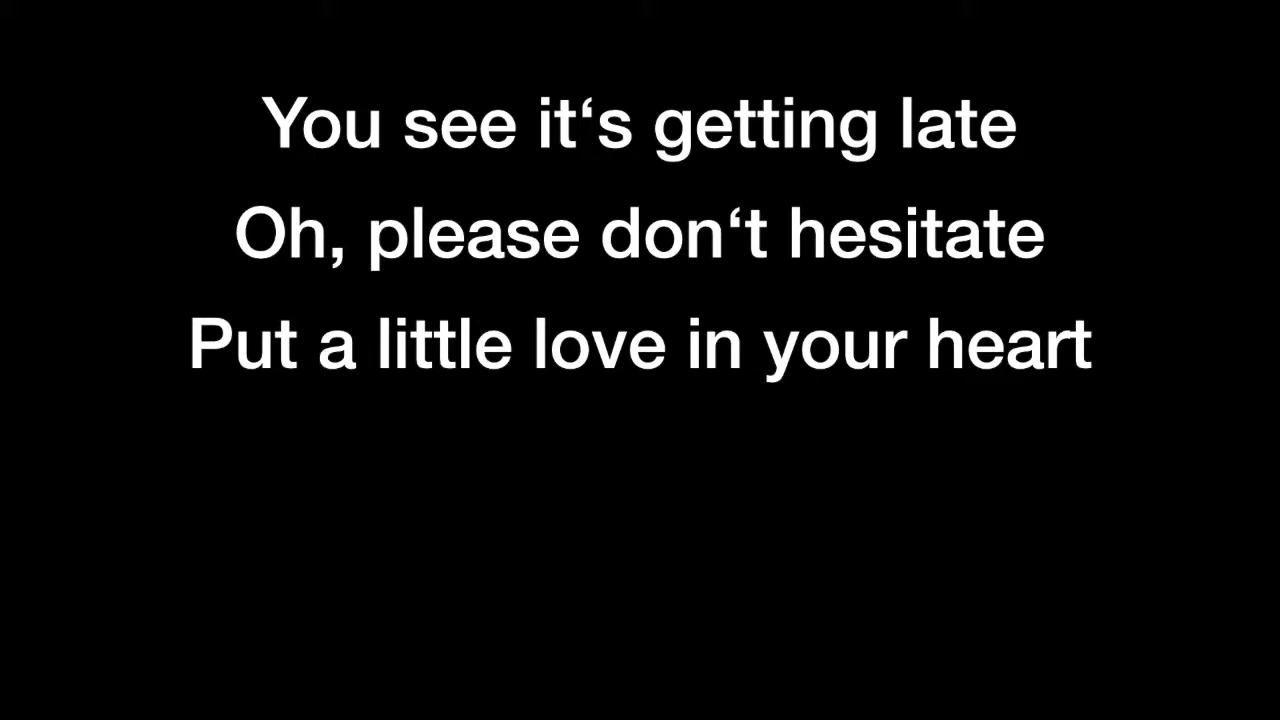 You see it‘s getting late
Oh, please don‘t hesitate
Put a little love in your heart